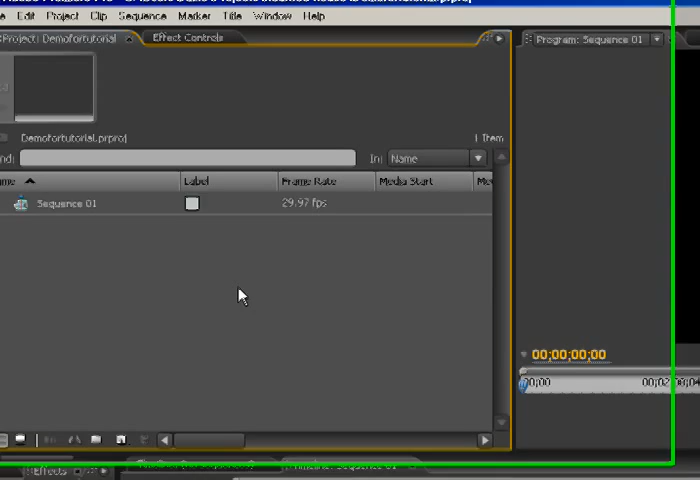 Edit Project Clip Sequence Marker Title Window Help
Project: Demofortutorial
Effect Controls
Program: Sequence 01
Demofortutorial.prproj
1 Item
In: Name
Label Frame Rate Media Start
Sequence 01
29.97 fps
00;00;00;00
00;00
Effects